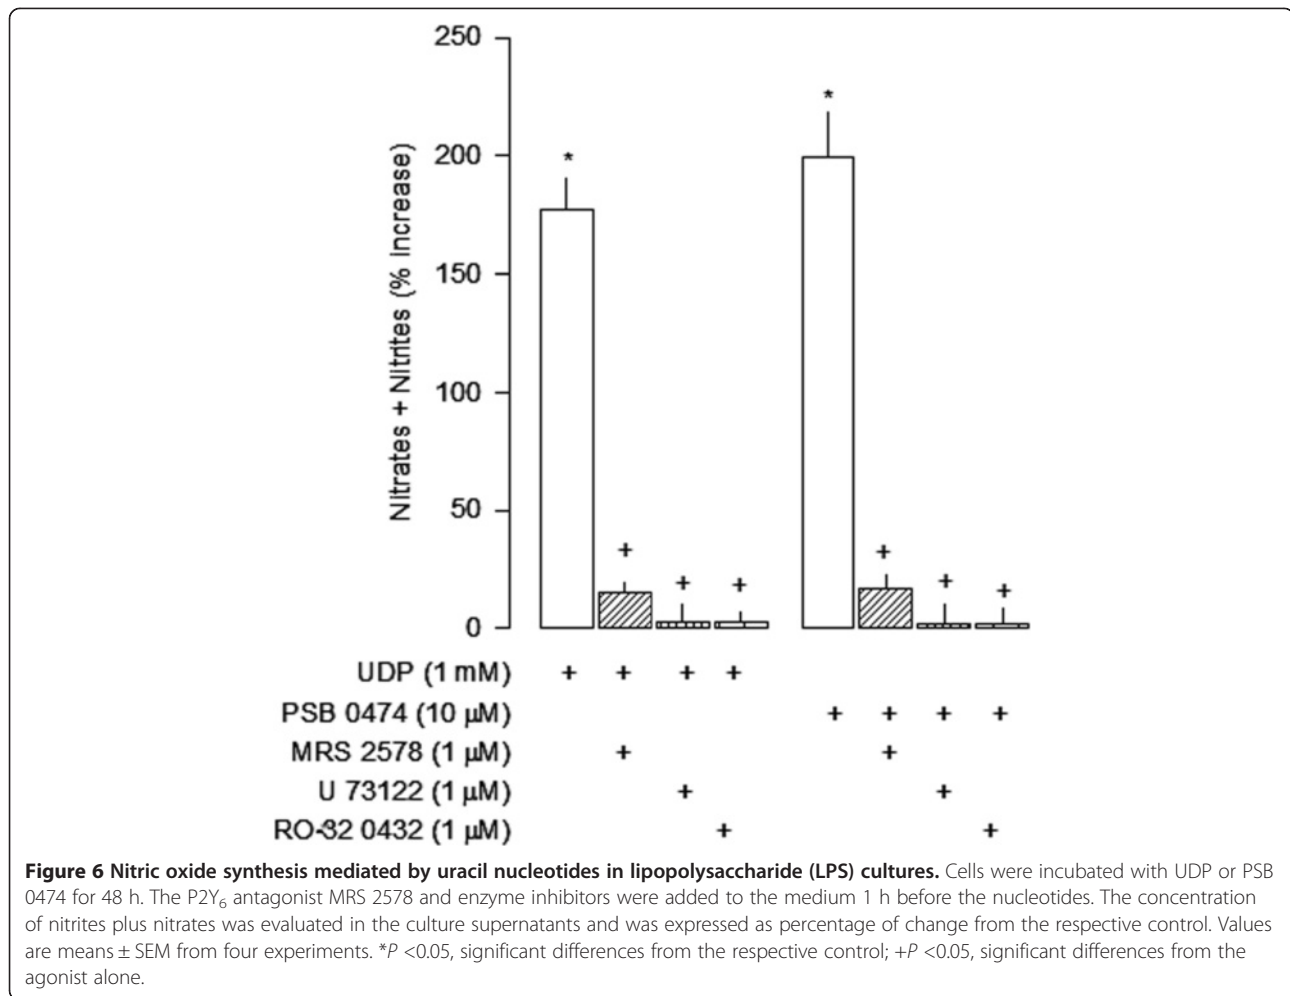 250
200
150
100
50
0
Nitrates + Nitrites (% increase)
*
+
+
+
*
+
+
+
UDP (1 mM) + + + +
PSB 0474 (10 µM) + + + +
MRS 2578 (1 µM) + +
U 73122 (1 µM) + +
RO-32 0432 (1 µM) + +
Figure 6 Nitric oxide synthesis mediated by uracil nucleotides in lipopolysaccharide (LPS) cultures. Cells were incubated with UDP or PSB
0474 for 48 h. The P2Y₆ antagonist MRS 2578 and enzyme inhibitors were added to the medium 1 h before the nucleotides. The concentration
of nitrites plus nitrates was evaluated in the culture supernatants and was expressed as percentage of change from the respective control. Values
are means ± SEM from four experiments. *P <0.05, significant differences from the respective control; +P <0.05, significant differences from the
agonist alone.